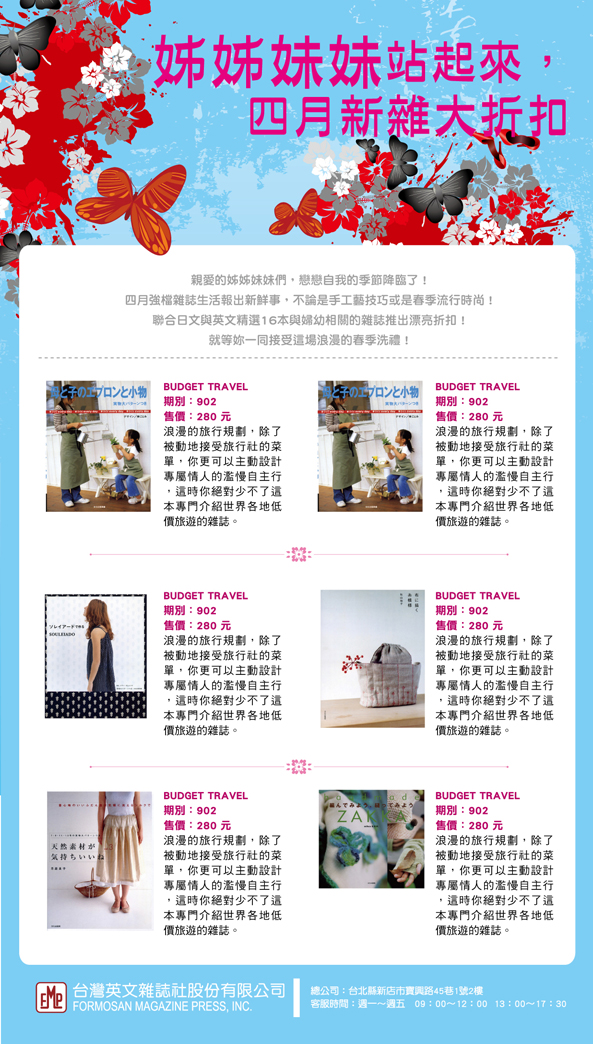 姊姊妹妹站起來，
四月新雜大折扣
親愛的姊姊妹妹們，戀戀自我的季節降臨了！
四月強檔雜誌生活報出新鮮事，不論是手工藝技巧或是春季流行時尚！
聯合日文與英文精選16本與婦幼相關的雜誌推出漂亮折扣！
就等妳一同接受這場浪漫的春季洗禮！
と子のエプロンと小物
BUDGET TRAVEL
期別：902
售價：280 元
浪漫的旅行規劃，除了
被動地接受旅行社的菜
單，你更可以主動設計
專屬情人的濫慢自主行
，這時你絕對少不了這
本專門介紹世界各地低
價旅遊的雜誌。
と子のエプロンと小物
BUDGET TRAVEL
期別：902
售價：280 元
浪漫的旅行規劃，除了
被動地接受旅行社的菜
單，你更可以主動設計
專屬情人的濫慢自主行
，這時你絕對少不了這
本專門介紹世界各地低
價旅遊的雜誌。
ソレイアードで作る
SOULEIADO
BUDGET TRAVEL
期別：902
售價：280 元
浪漫的旅行規劃，除了
被動地接受旅行社的菜
單，你更可以主動設計
專屬情人的濫慢自主行
，這時你絕對少不了這
本專門介紹世界各地低
價旅遊的雜誌。
BUDGET TRAVEL
期別：902
售價：280 元
浪漫的旅行規劃，除了
被動地接受旅行社的菜
單，你更可以主動設計
專屬情人的濫慢自主行
，這時你絕對少不了這
本專門介紹世界各地低
價旅遊的雜誌。
天然素材が
気持ちいいね
BUDGET TRAVEL
期別：902
售價：280 元
浪漫的旅行規劃，除了
被動地接受旅行社的菜
單，你更可以主動設計
專屬情人的濫慢自主行
，這時你絕對少不了這
本專門介紹世界各地低
價旅遊的雜誌。
編んでみよう、縫ってみよう
BUDGET TRAVEL
期別：902
售價：280 元
浪漫的旅行規劃，除了
被動地接受旅行社的菜
單，你更可以主動設計
專屬情人的濫慢自主行
，這時你絕對少不了這
本專門介紹世界各地低
價旅遊的雜誌。
EMP
台灣英文雜誌社股份有限公司
FORMOSAN MAGAZINE PRESS, INC.
總公司：台北縣新店市寶興路45巷1號2樓
客服時間：週一～週五 09：00～12：00 13：00～17：30